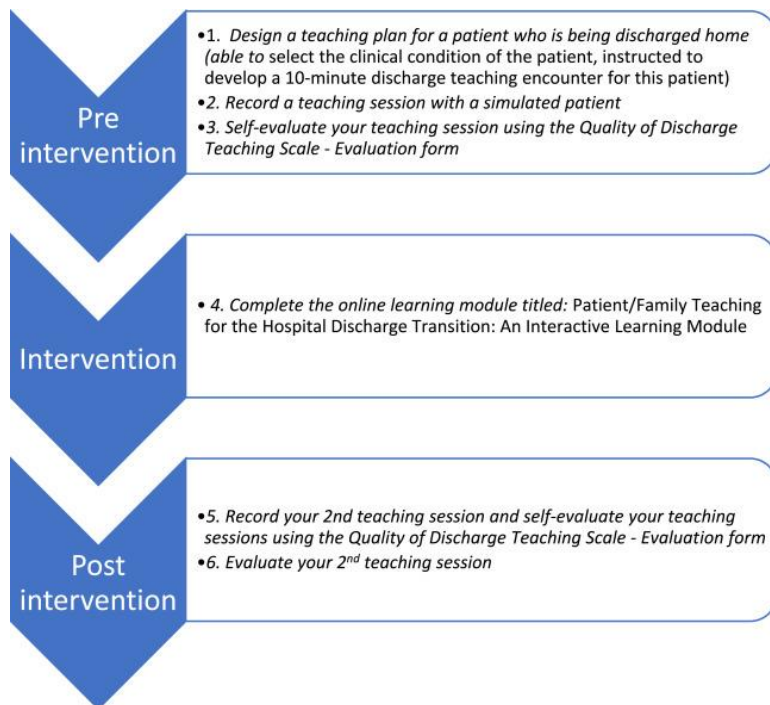 Pre
intervention
•1. Design a teaching plan for a patient who is being discharged home
(able to select the clinical condition of the patient, instructed to
develop a 10-minute discharge teaching encounter for this patient)
•2. Record a teaching session with a simulated patient
•3. Self-evaluate your teaching session using the Quality of Discharge
Teaching Scale - Evaluation form
Intervention
• 4. Complete the online learning module titled: Patient/Family Teaching
for the Hospital Discharge Transition: An Interactive Learning Module
Post
intervention
•5. Record your 2nd teaching session and self-evaluate your teaching
sessions using the Quality of Discharge Teaching Scale - Evaluation form
•6. Evaluate your 2nd teaching session